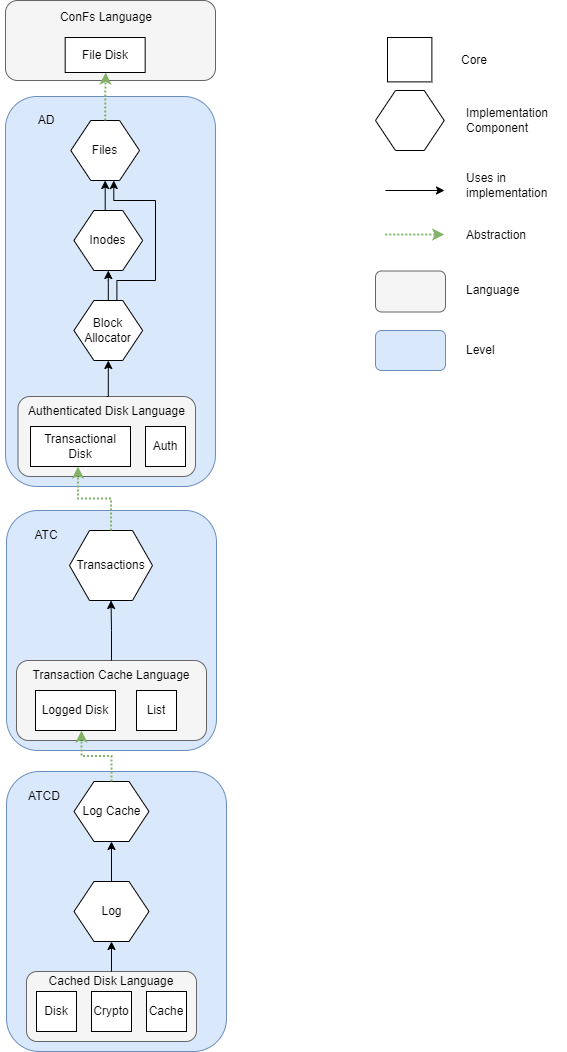 ConFs Language
File Disk
AD
Files
Inodes
Block
Allocator
Authenticated Disk Language
Transactional
Disk
Auth
ATC
Transactions
Transaction Cache Language
Logged Disk
List
ATCD
Log Cache
Log
Cached Disk Language
Disk
Crypto
Cache
Core
Implementation
Component
Uses in
implementation
Abstraction
Language
Level